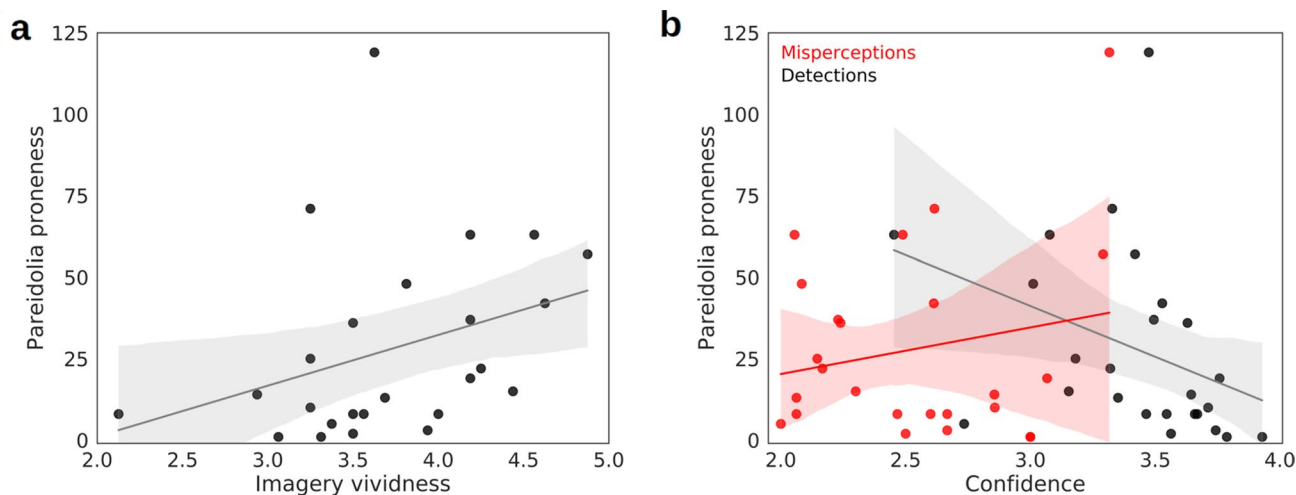 a
125
100
75
50
25
0
Pareidolia proneness
2.0 2.5 3.0 3.5 4.0 4.5 5.0
Imagery vividness
b
125
100
75
50
25
0
Pareidolia proneness
Misperceptions
Detections
2.0 2.5 3.0 3.5 4.0
Confidence